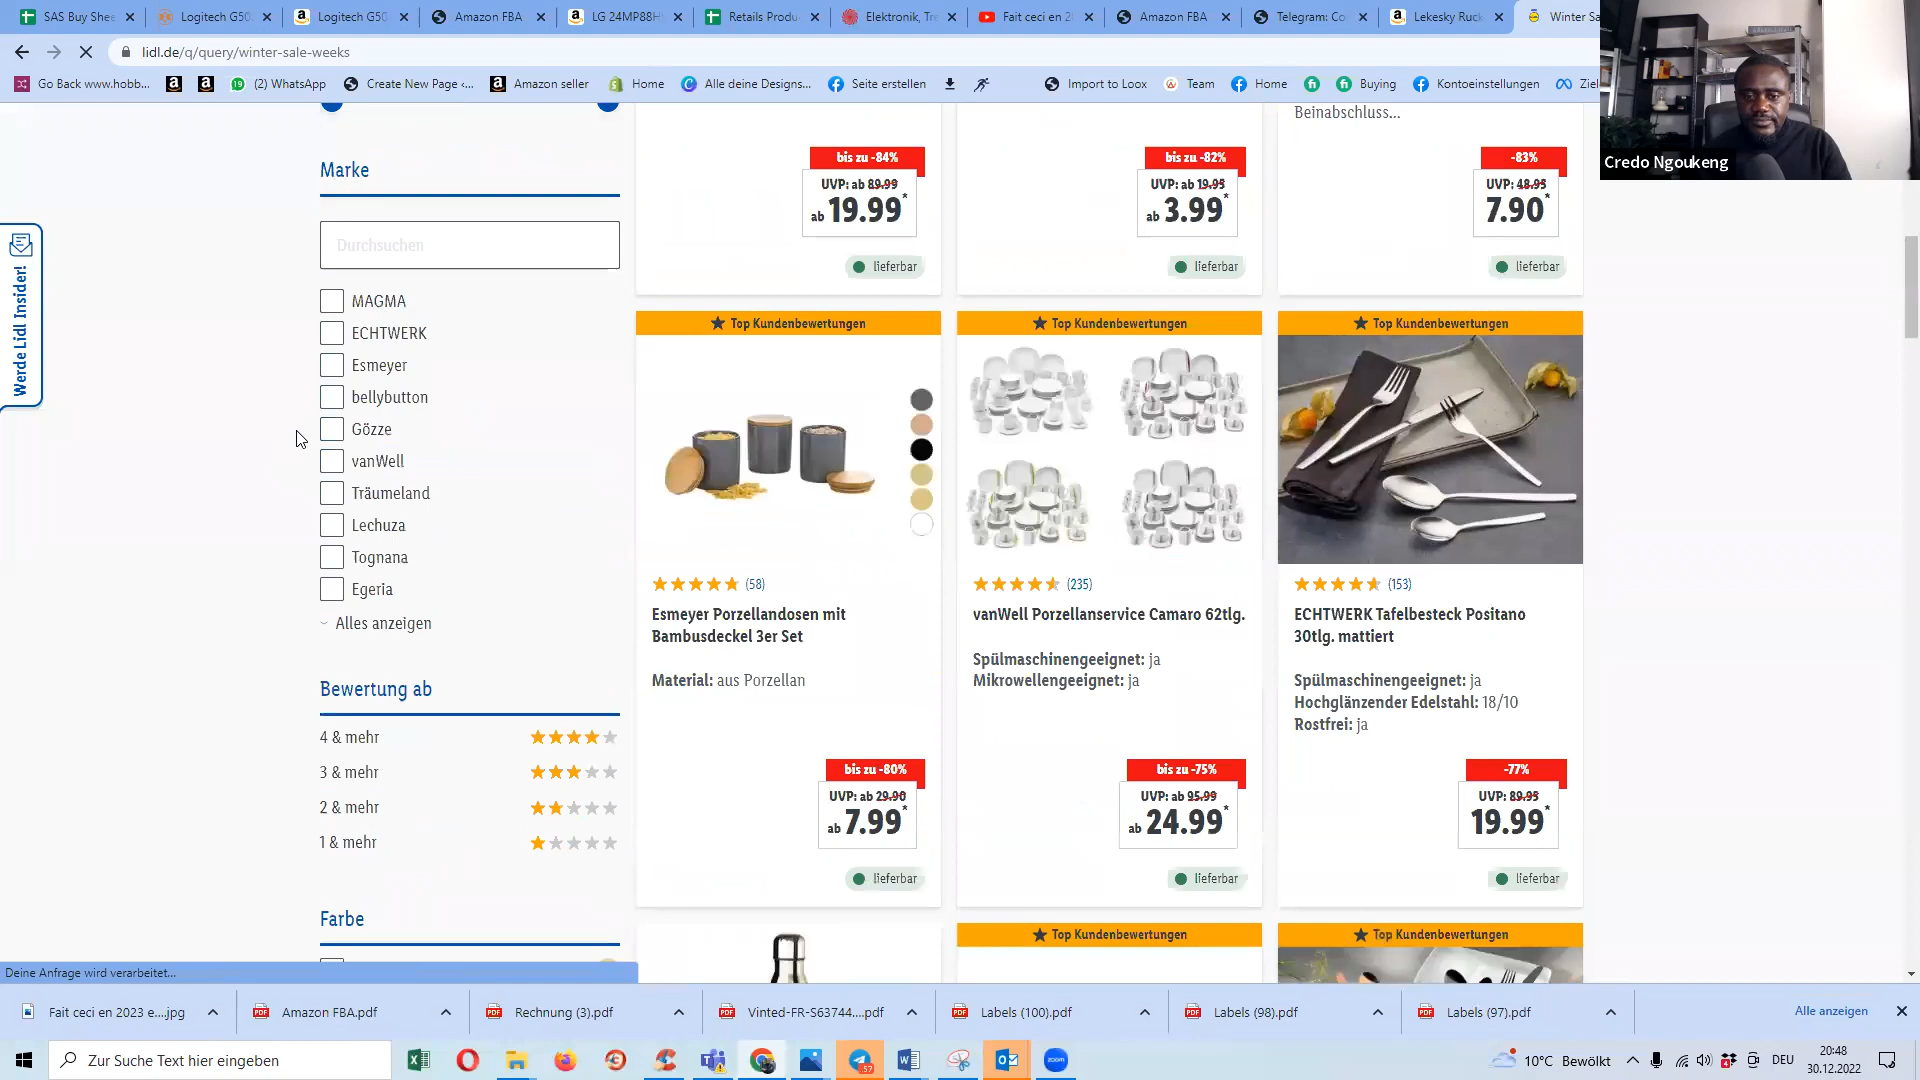 SAS Buy Shee
Logitech G50
Logitech G50
Amazon FBA
LG 24MP88H
Retails Produ
Elektronik, Tre
Fait ceci en 2
Amazon FBA
Telegram: Co
Lekesky Ruck
Winter Sa
lidl.de/q/query/winter-sale-weeks
Go Back www.hobb...
(2) WhatsApp
Create New Page ‹...
Amazon seller
Home
Alle deine Designs...
Seite erstellen
Import to Loox
Team
Home
Buying
Kontoeinstellungen
Ziel
Credo Ngoukeng
Werde Lidl Insider!
Marke
Durchsuchen
MAGMA
ECHTWERK
Esmeyer
bellybutton
Gözze
vanWell
Träumeland
Lechuza
Tognana
Egeria
Alles anzeigen
Bewertung ab
4 & mehr
3 & mehr
2 & mehr
1 & mehr
Farbe
bis zu -84%
UVP: ab 89.99
ab 19.99*
lieferbar
bis zu -82%
UVP: ab 19.95
ab 3.99*
lieferbar
Beinabschluss...
-83%
UVP: 48.95
7.90*
lieferbar
Top Kundenbewertungen
(58)
Esmeyer Porzellandosen mit
Bambusdeckel 3er Set
Material: aus Porzellan
bis zu -80%
UVP: ab 29.90
ab 7.99*
lieferbar
Top Kundenbewertungen
(235)
vanWell Porzellanservice Camaro 62tlg.
Spülmaschinengeeignet: ja
Mikrowellengeeignet: ja
bis zu -75%
UVP: ab 95.99
ab 24.99*
lieferbar
Top Kundenbewertungen
(153)
ECHTWERK Tafelbesteck Positano
30tlg. mattiert
Spülmaschinengeeignet: ja
Hochglänzender Edelstahl: 18/10
Rostfrei: ja
-77%
UVP: 89.95
19.99*
lieferbar
Top Kundenbewertungen
Top Kundenbewertungen
Deine Anfrage wird verarbeitet...
Fait ceci en 2023 e....jpg
Amazon FBA.pdf
Rechnung (3).pdf
Vinted-FR-S63744....pdf
Labels (100).pdf
Labels (98).pdf
Labels (97).pdf
Alle anzeigen
Zur Suche Text hier eingeben
57
zoom
10°C Bewölkt
DEU
20:48
30.12.2022